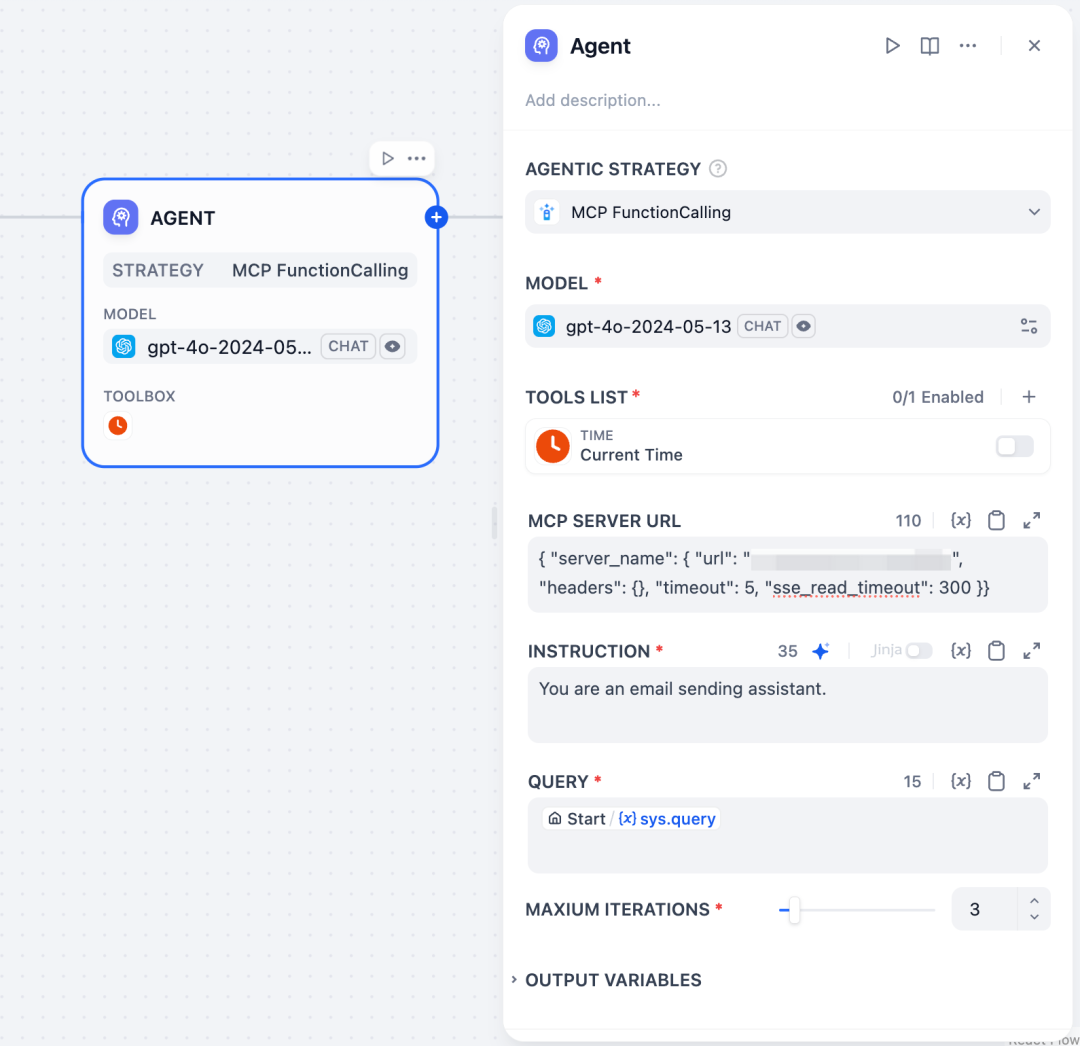 AGENT
STRATEGY MCP FunctionCalling
MODEL
gpt-4o-2024-05... CHAT
TOOLBOX
Agent
Add description...
AGENTIC STRATEGY ?
MCP FunctionCalling
MODEL *
gpt-4o-2024-05-13 CHAT
TOOLS LIST * 0/1 Enabled +
TIME
Current Time
MCP SERVER URL 110 {x}
{ "server_name": { "url": " ",
"headers": {}, "timeout": 5, "sse_read_timeout": 300 }}
INSTRUCTION * 35 Jinja {x}
You are an email sending assistant.
QUERY * 15 {x}
Start / {x} sys.query
MAXIUM ITERATIONS * 3
OUTPUT VARIABLES
React Flow